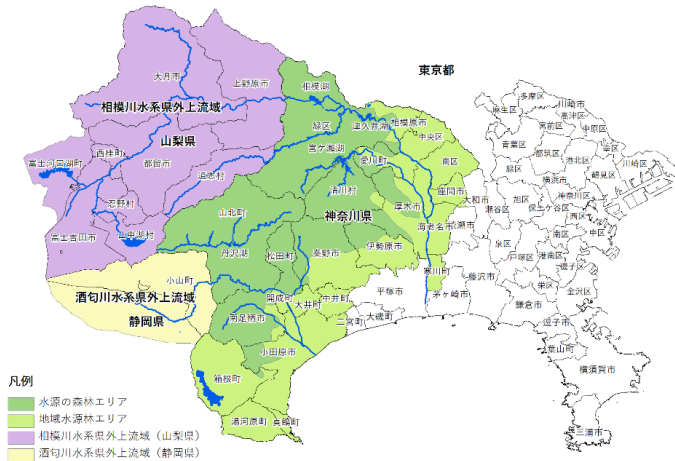 東京都
大月市
上野原市
相模湖
相模川水系県外上流域
山梨県
津久井湖
相模原市
緑区
中央区
宮ケ瀬湖
愛川町
南区
西桂町
都留市
富士河口湖町
道志村
清川村
座間市
忍野村
山中湖村
富士吉田市
山北町
神奈川県
厚木市
海老名市
丹沢湖
松田町
秦野市
伊勢原市
寒川町
小山町
酒匂川水系県外上流域
静岡県
開成町
大井町
中井町
南足柄市
小田原市
二宮町
大磯町
平塚市
茅ヶ崎市
藤沢市
箱根町
湯河原町
真鶴町
多摩区
麻生区
川崎市
高津区
宮前区
中原区
青葉区
都筑区
幸区
港北区
川崎区
緑区
鶴見区
横浜市
大和市
旭区
神奈川区
瀬谷区
保土ケ谷区
西区
綾瀬市
中区
泉区
南区
戸塚区
港南区
磯子区
栄区
金沢区
鎌倉市
逗子市
葉山町
横須賀市
三浦市
凡例
水源の森林エリア
地域水源林エリア
相模川水系県外上流域（山梨県）
酒匂川水系県外上流域（静岡県）